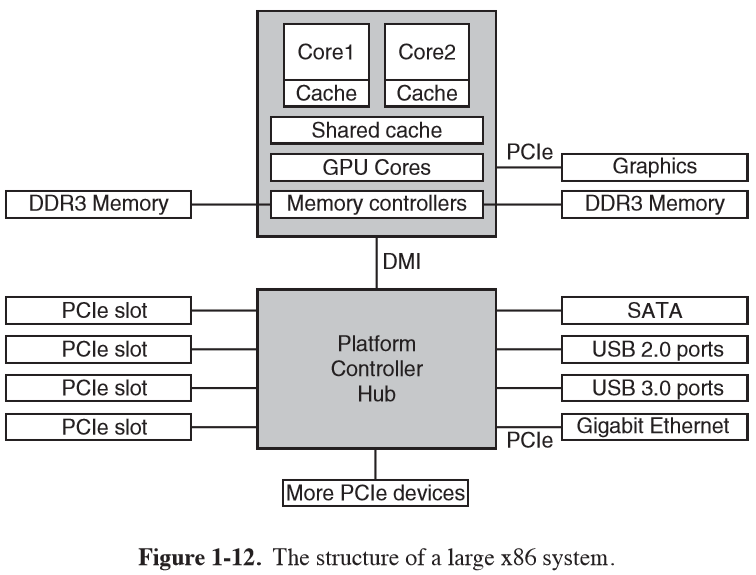 Core1
Core2
Cache
Cache
Shared cache
GPU Cores
PCIe
Graphics
DDR3 Memory
Memory controllers
DDR3 Memory
DMI
PCIe slot
SATA
PCIe slot
Platform
Controller
Hub
USB 2.0 ports
PCIe slot
USB 3.0 ports
PCIe slot
Gigabit Ethernet
PCIe
More PCIe devices
Figure 1-12. The structure of a large x86 system.